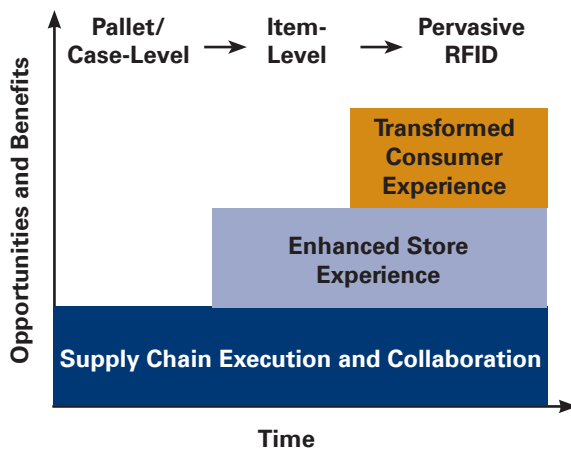 Pallet/
Case-Level
Item-
Level
Pervasive
RFID
Opportunities and Benefits
Transformed
Consumer
Experience
Enhanced Store
Experience
Supply Chain Execution and Collaboration
Time